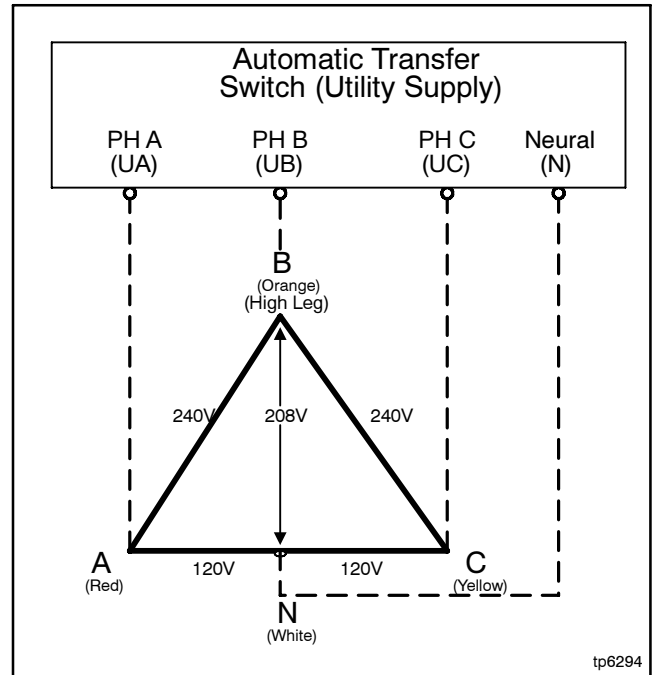 Automatic Transfer
Switch (Utility Supply)
PH A PH B PH C Neural
(UA) (UB) (UC) (N)
B
(Orange)
(High Leg)
240V 208V 240V
A 120V 120V C
(Red) (Yellow)
N
(White)
tp6294